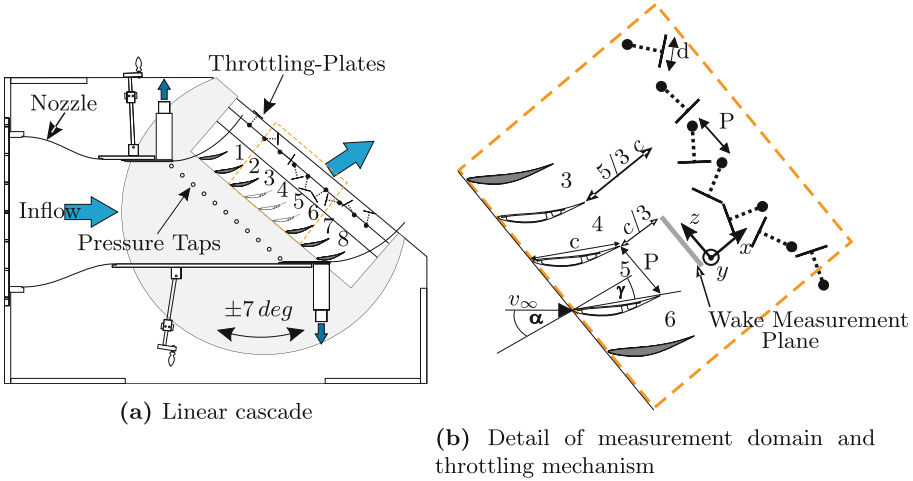 Throttling-Plates
Nozzle
1
2
3
4
5
6
7
8
Inflow
Pressure Taps
±7 deg
(a) Linear cascade
d
P
5/3 c
3
4
c/3
z
x
y
c
P
5
γ
v∞
α
6
Wake Measurement
Plane
(b) Detail of measurement domain and
throttling mechanism